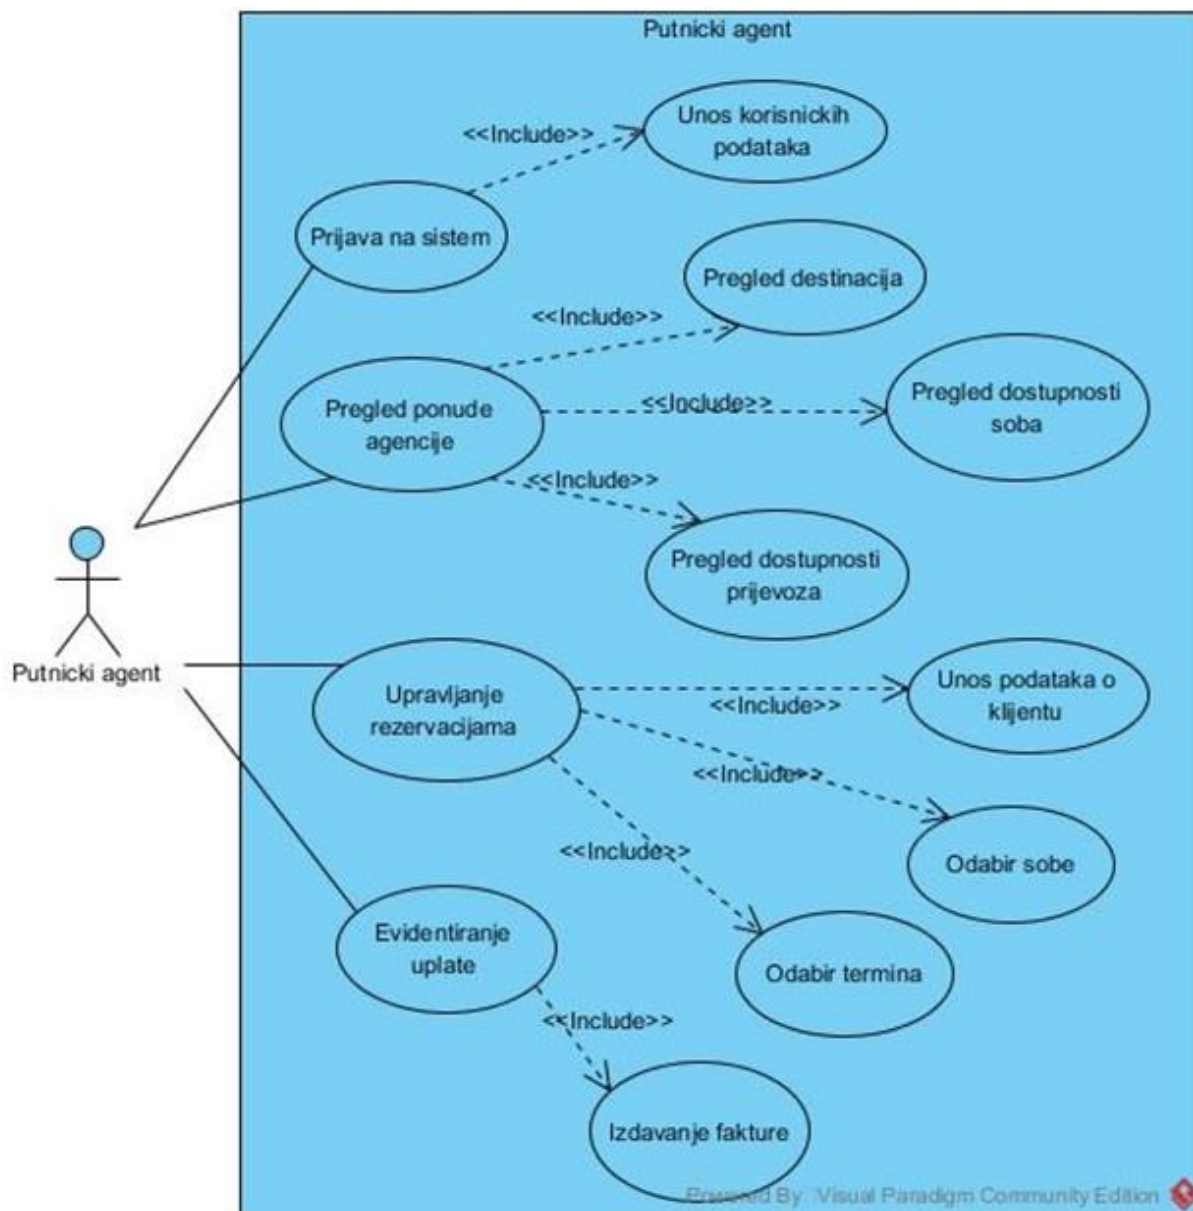 Putnicki agent
Unos korisnickih
podataka
<<Include>>
Prijava na sistem
Pregled destinacija
<<Include>>
Pregled ponude
agencije
<<Include>>
Pregled dostupnosti
soba
<<Include>>
Pregled dostupnosti
prijevoza
Putnicki agent
Upravljanje
rezervacijama
<<Include>>
Unos podataka o
klijentu
<<Include>>
Odabir sobe
<<Include>>
Evidentiranje
uplate
Odabir termina
<<Include>>
Izdavanje fakture
Powered By Visual Paradigm Community Edition